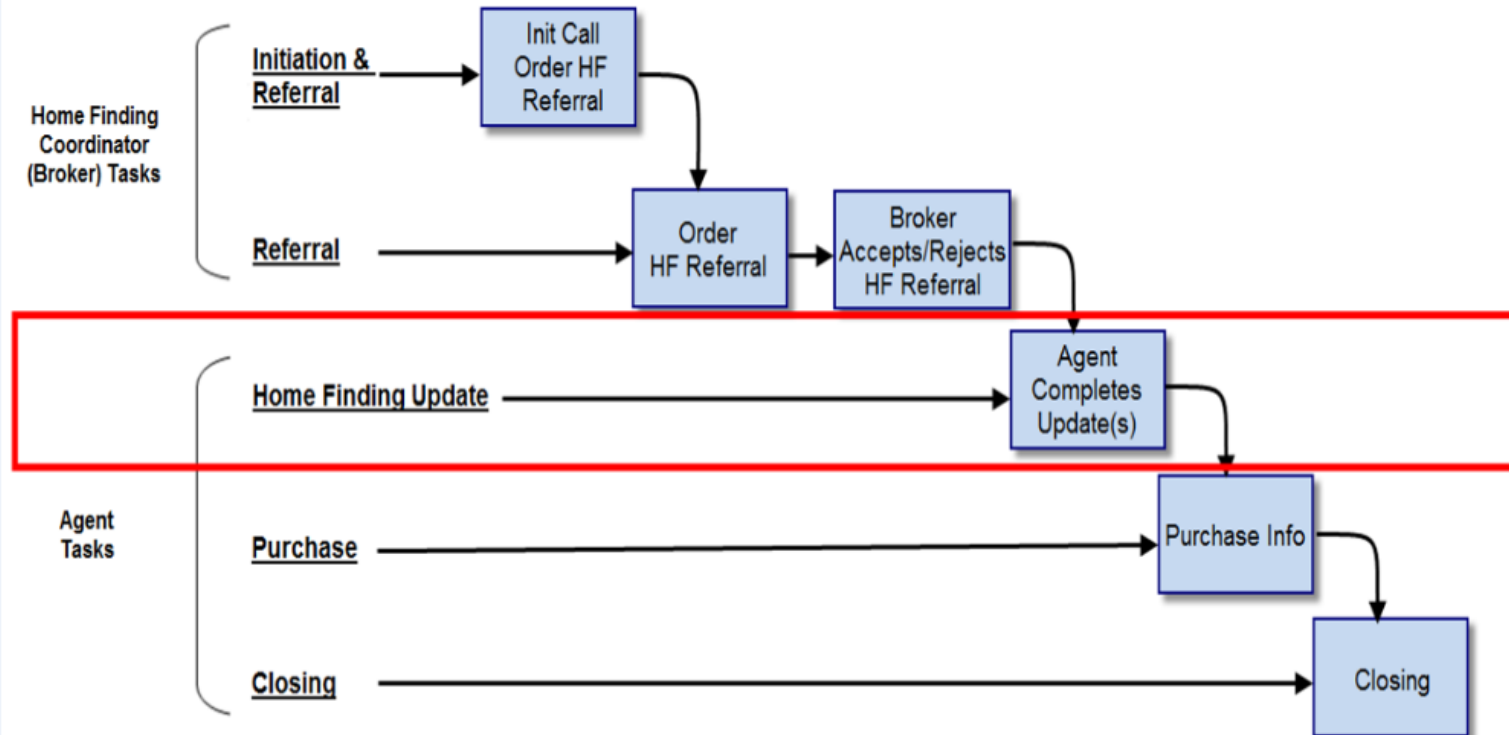 Home Finding
Coordinator
(Broker) Tasks
Initiation &
Referral
Init Call
Order HF
Referral
Referral
Order
HF Referral
Broker
Accepts/Rejects
HF Referral
Agent
Tasks
Home Finding Update
Agent
Completes
Update(s)
Purchase
Purchase Info
Closing
Closing